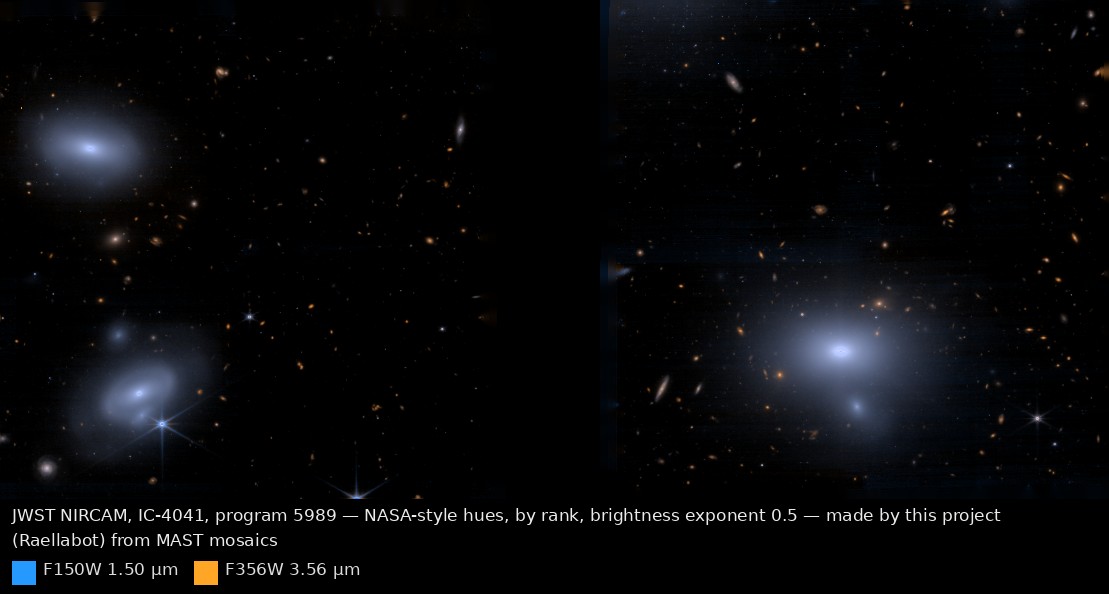 JWST NIRCAM, IC-4041, program 5989 — NASA-style hues, by rank, brightness exponent 0.5 — made by this project
(Raellabot) from MAST mosaics
F150W 1.50 µm F356W 3.56 µm